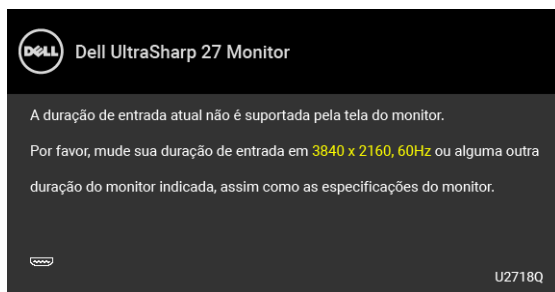 DELL Dell UltraSharp 27 Monitor
A duração de entrada atual não é suportada pela tela do monitor.
Por favor, mude sua duração de entrada em 3840 x 2160, 60Hz ou alguma outra
duração do monitor indicada, assim como as especificações do monitor.
U2718Q